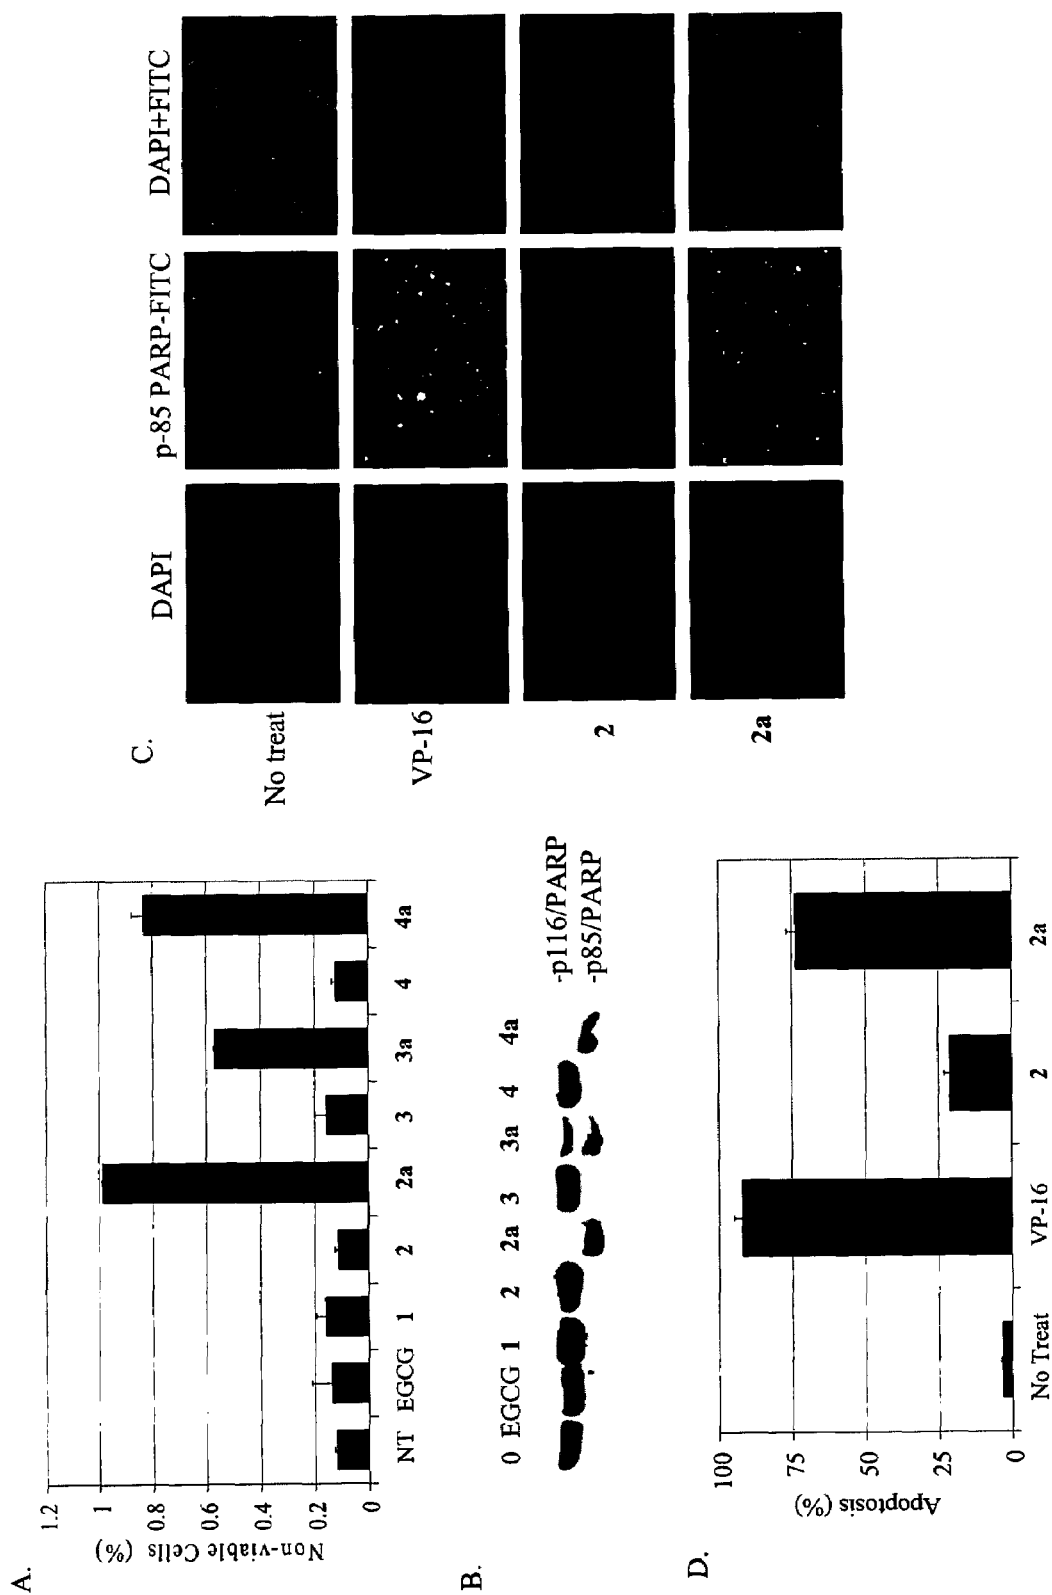 A.
Non-viable Cells (%)
1.2
1
0.8
0.6
0.4
0.2
0
NT EGCG 1 2 2a 3 3a 4 4a
B.
0 EGCG 1 2 2a 3 3a 4 4a
-p116/PARP
-p85/PARP
C.
DAPI p-85 PARP-FITC DAPI+FITC
No treat
VP-16
2
2a
D.
Apoptosis (%)
100
75
50
25
0
No Treat VP-16 2 2a